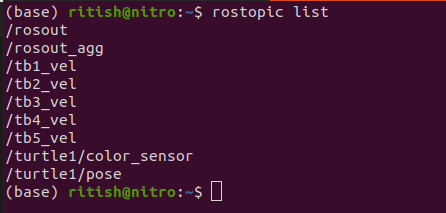 (base) ritish@nitro:~$ rostopic list
/rosout
/rosout_agg
/tb1_vel
/tb2_vel
/tb3_vel
/tb4_vel
/tb5_vel
/turtle1/color_sensor
/turtle1/pose
(base) ritish@nitro:~$